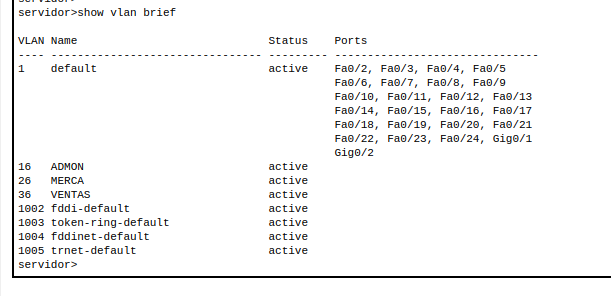 servidor>
servidor>show vlan brief
VLAN Name                             Status    Ports
---- -------------------------------- --------- -------------------------------
1    default                          active    Fa0/2, Fa0/3, Fa0/4, Fa0/5
                                                Fa0/6, Fa0/7, Fa0/8, Fa0/9
                                                Fa0/10, Fa0/11, Fa0/12, Fa0/13
                                                Fa0/14, Fa0/15, Fa0/16, Fa0/17
                                                Fa0/18, Fa0/19, Fa0/20, Fa0/21
                                                Fa0/22, Fa0/23, Fa0/24, Gig0/1
                                                Gig0/2
16   ADMON                            active
26   MERCA                            active
36   VENTAS                           active
1002 fddi-default                     active
1003 token-ring-default               active
1004 fddinet-default                  active
1005 trnet-default                    active
servidor>